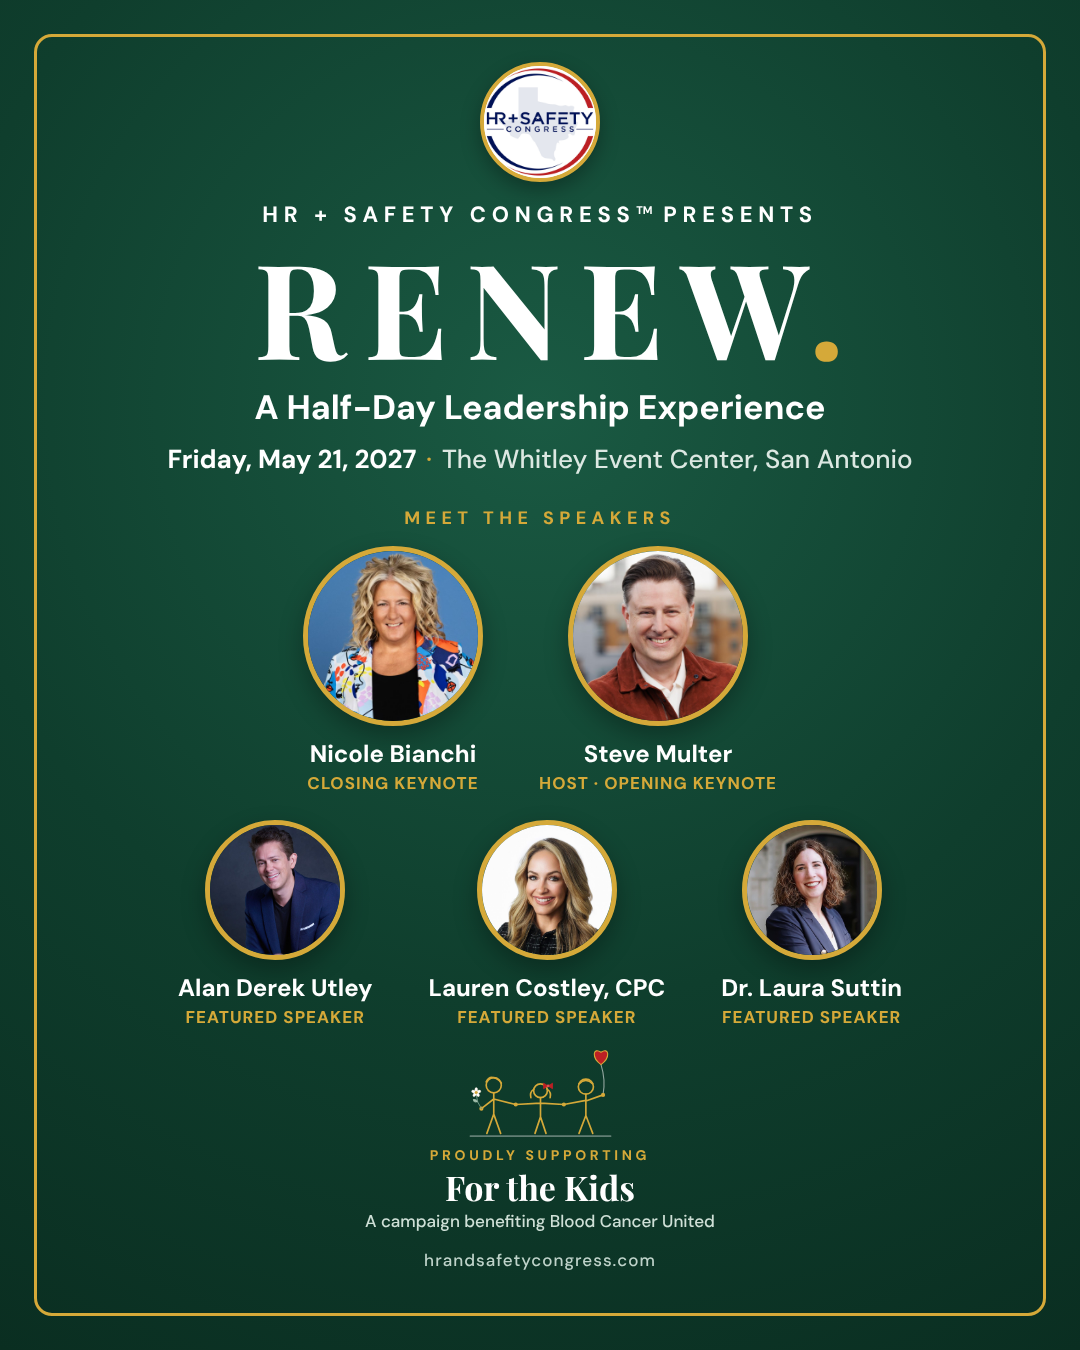 HR+SAFETY
CONGRESS
HR + SAFETY CONGRESS™ PRESENTS
RENEW.
A Half-Day Leadership Experience
Friday, May 21, 2027 · The Whitley Event Center, San Antonio
MEET THE SPEAKERS
Nicole Bianchi
CLOSING KEYNOTE
Steve Multer
HOST · OPENING KEYNOTE
Alan Derek Utley
FEATURED SPEAKER
Lauren Costley, CPC
FEATURED SPEAKER
Dr. Laura Suttin
FEATURED SPEAKER
PROUDLY SUPPORTING
For the Kids
A campaign benefiting Blood Cancer United
hrandsafetycongress.com